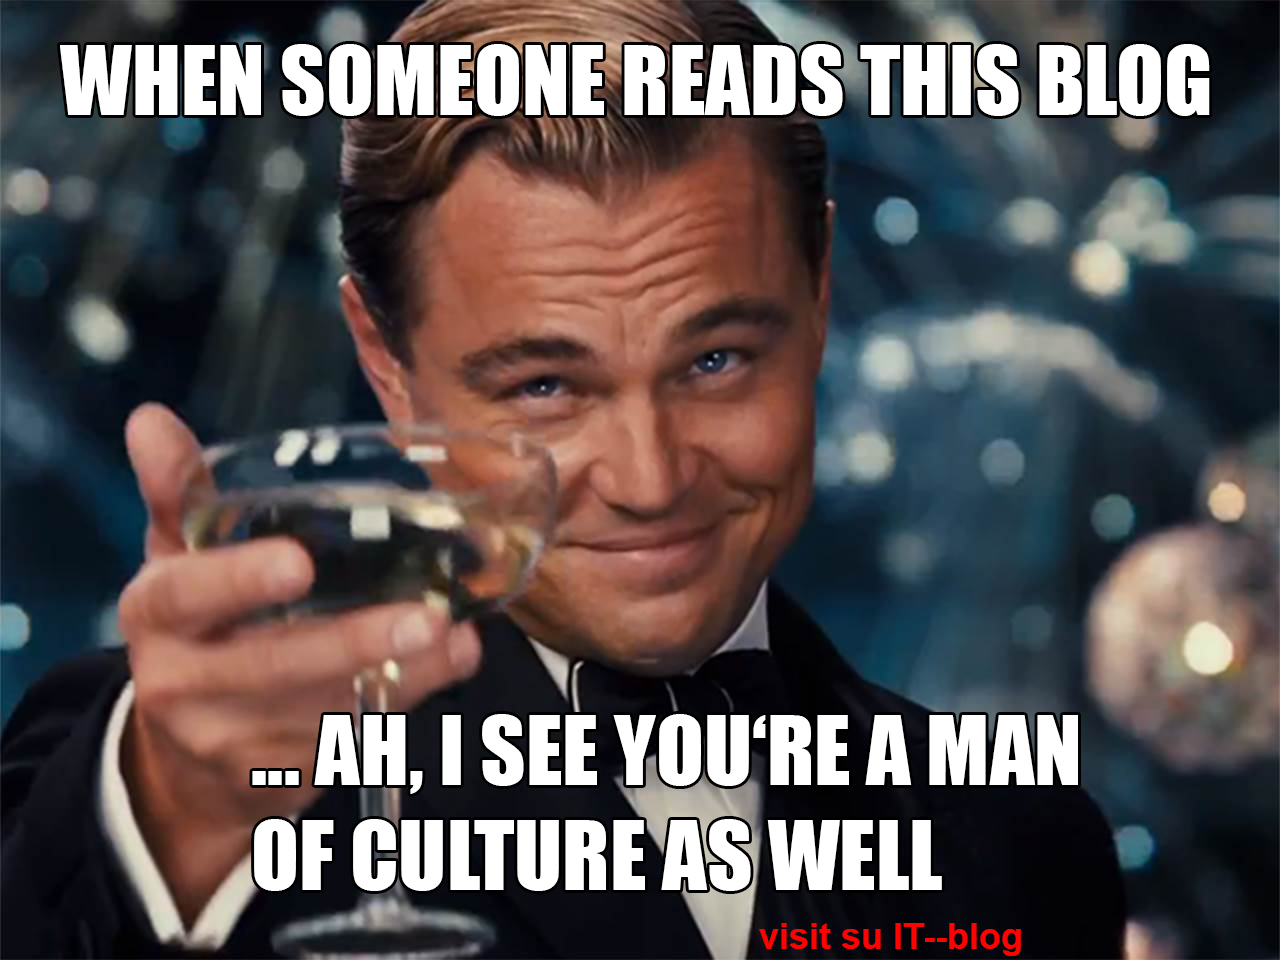 WHEN SOMEONE READS THIS BLOG
... AH, I SEE YOU‘RE A MAN
OF CULTURE AS WELL
visit su IT--blog